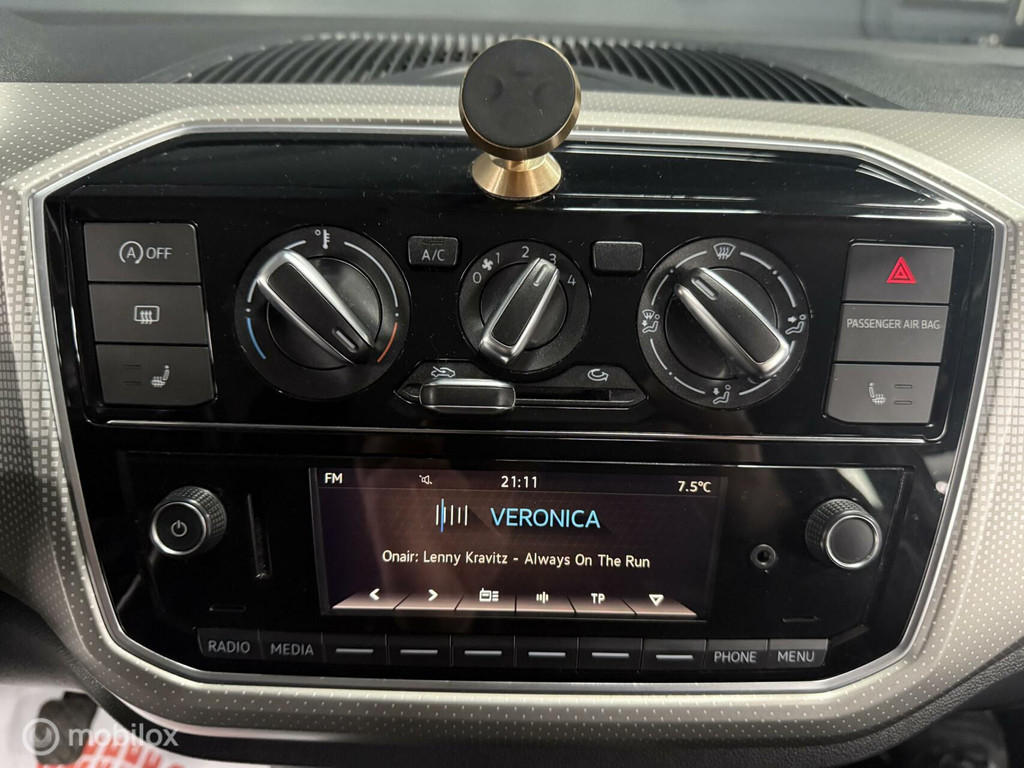 (A) OFF
A/C
0 1 2 3 4
PASSENGER AIR BAG
FM 21:11 7.5°C
VERONICA
Onair: Lenny Kravitz - Always On The Run
TP
RADIO MEDIA PHONE MENU
mobilox